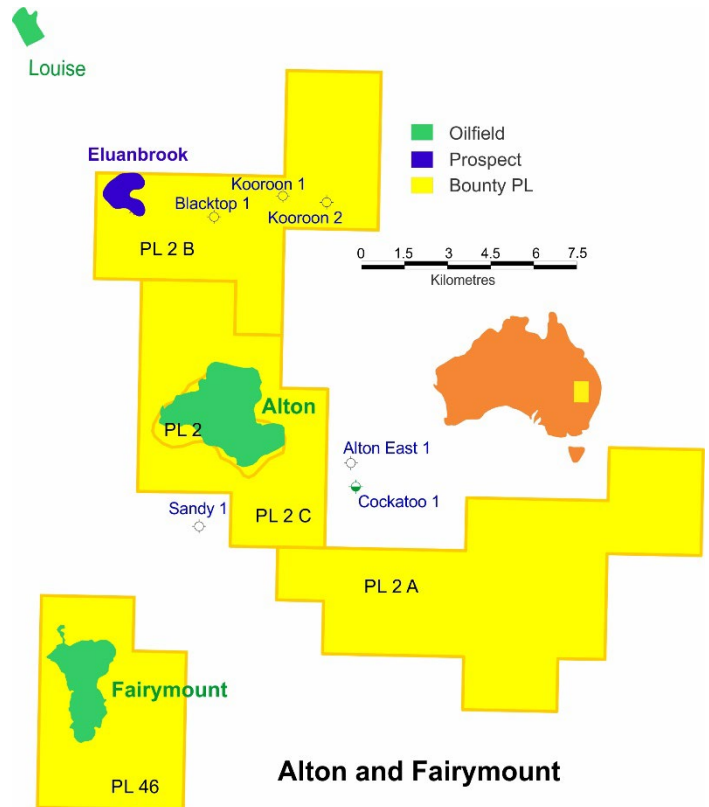 Louise
Oilfield
Prospect
Bounty PL
Eluanbrook
Kooroon 1
Blacktop 1
Kooroon 2
PL 2 B
0 1.5 3 4.5 6 7.5
Kilometres
Alton
PL 2
Alton East 1
Cockatoo 1
Sandy 1
PL 2 C
PL 2 A
Fairymount
PL 46
Alton and Fairymount